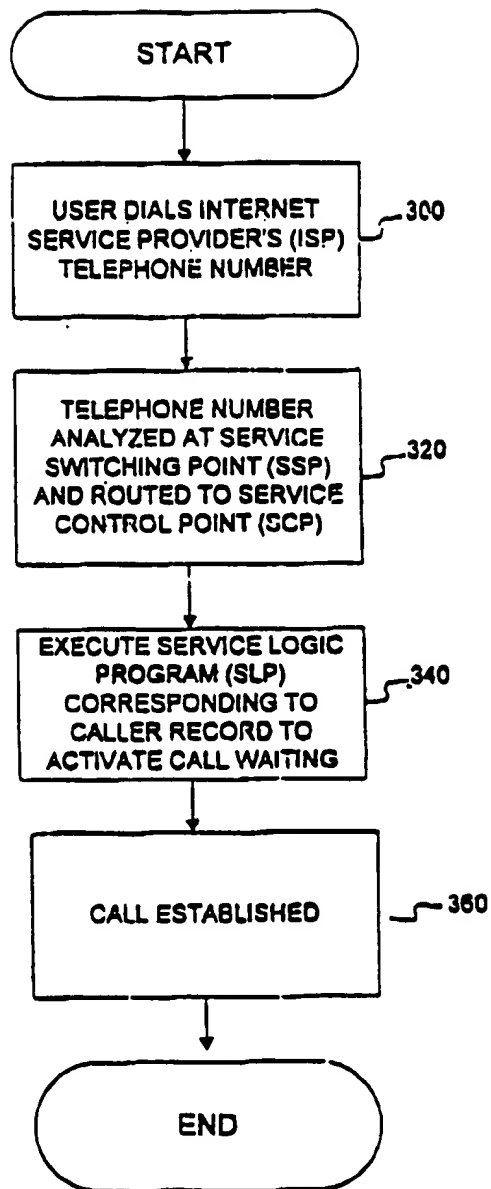 START
USER DIALS INTERNET
SERVICE PROVIDER'S (ISP)
TELEPHONE NUMBER
300
TELEPHONE NUMBER
ANALYZED AT SERVICE
SWITCHING POINT (SSP)
AND ROUTED TO SERVICE
CONTROL POINT (SCP)
320
EXECUTE SERVICE LOGIC
PROGRAM (SLP)
CORRESPONDING TO
CALLER RECORD TO
ACTIVATE CALL WAITING
340
CALL ESTABLISHED
360
END